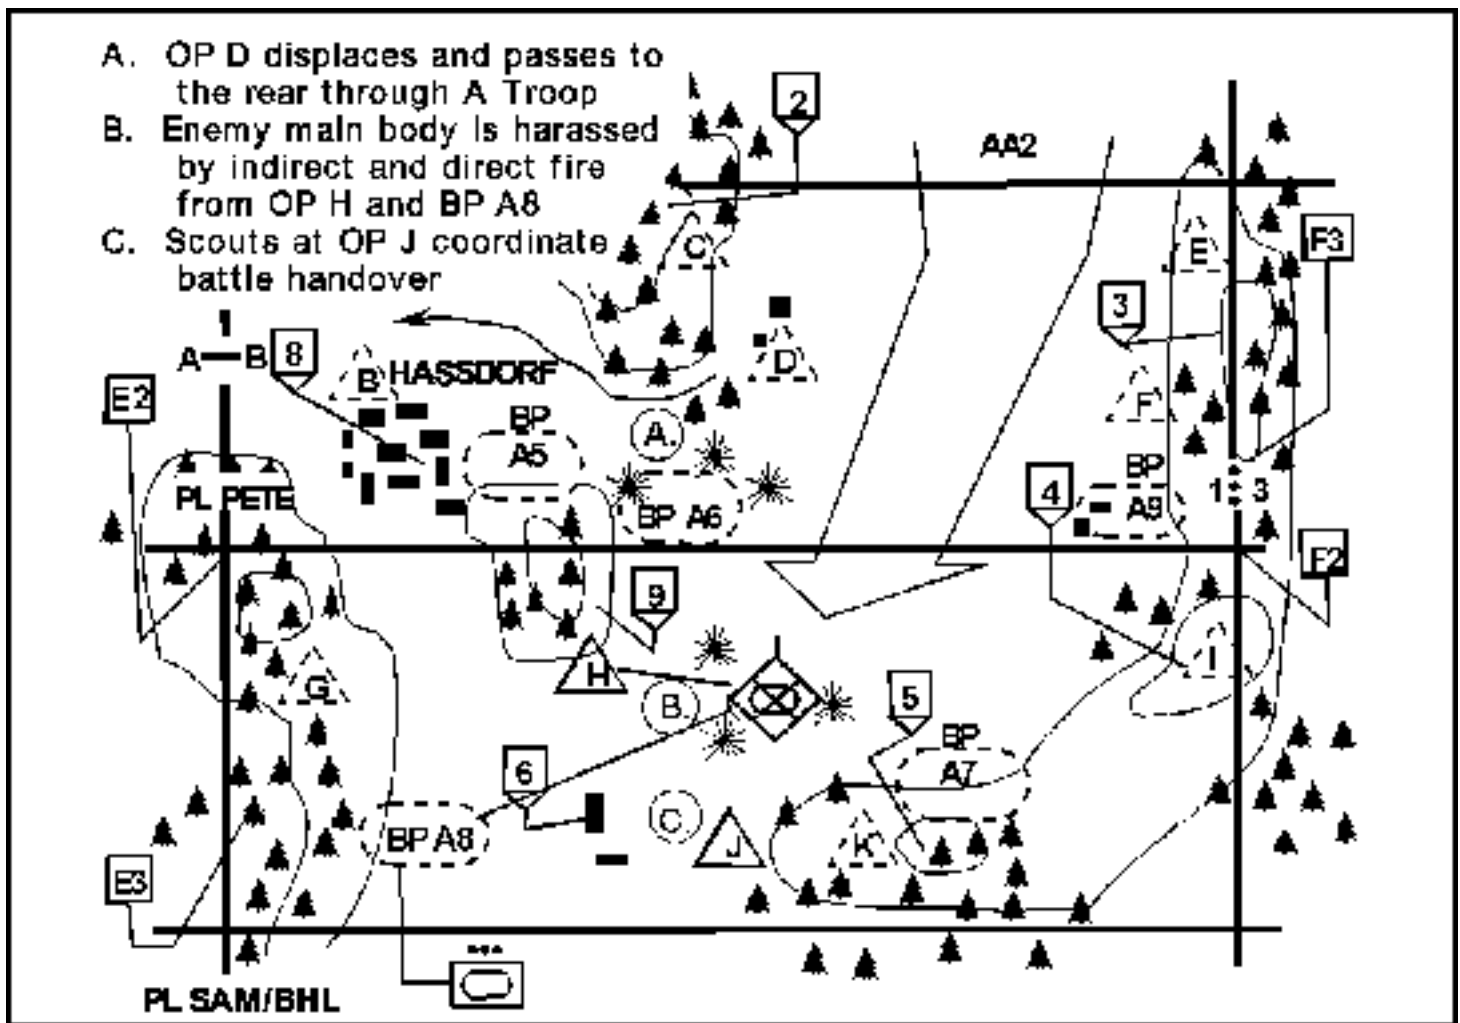 A. OP D displaces and passes to
the rear through A Troop
B. Enemy main body is harassed
by indirect and direct fire
from OP H and BP A8
C. Scouts at OP J coordinate
battle handover
2
AA2
C
E
F3
3
D
1
A B
8
B HASSDORF
E2
BP
A5
A.
F
BP
A9
4
1 3
PL PETE
BP A6
F2
9
H
G
I
B.
5
BP
A7
6
BP A8
C
J
K
E3
PL SAM/BHL